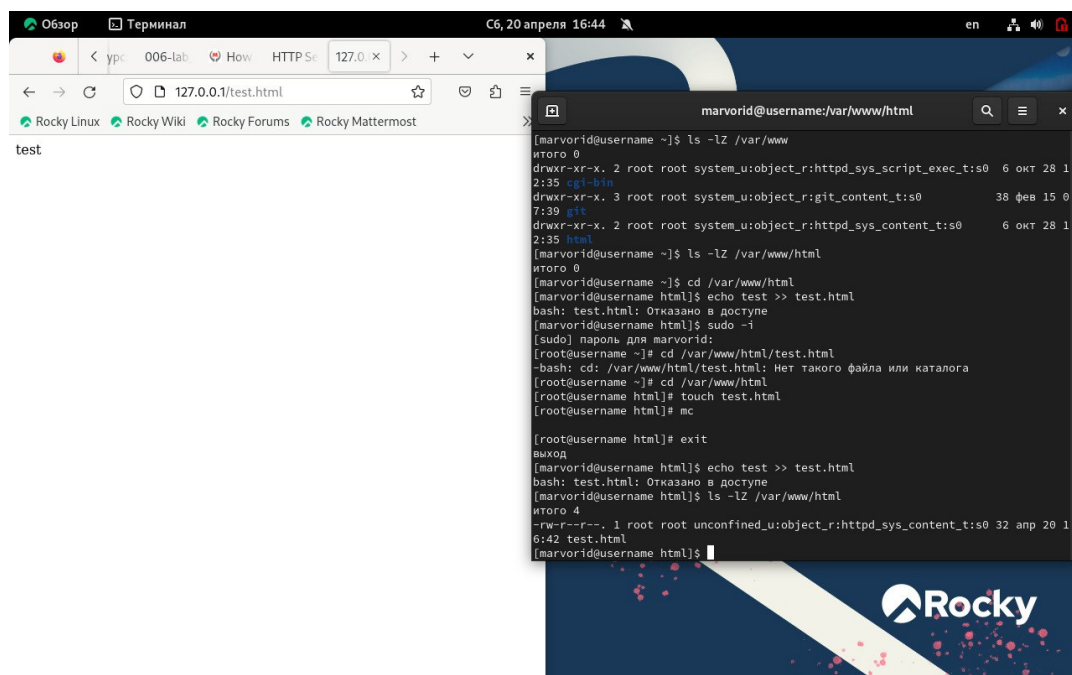 Обзор Терминал Сб, 20 апреля 16:44 en
урс 006-lab How HTTP Se 127.0.
127.0.0.1/test.html
Rocky Linux Rocky Wiki Rocky Forums Rocky Mattermost
test
marvorid@username:/var/www/html
[marvorid@username ~]$ ls -lZ /var/www
итого 0
drwxr-xr-x. 2 root root system_u:object_r:httpd_sys_script_exec_t:s0 6 окт 28 1
2:35 cgi-bin
drwxr-xr-x. 3 root root system_u:object_r:git_content_t:s0 38 фев 15 0
7:39 git
drwxr-xr-x. 2 root root system_u:object_r:httpd_sys_content_t:s0 6 окт 28 1
2:35 html
[marvorid@username ~]$ ls -lZ /var/www/html
итого 0
[marvorid@username ~]$ cd /var/www/html
[marvorid@username html]$ echo test >> test.html
bash: test.html: Отказано в доступе
[marvorid@username html]$ sudo -i
[sudo] пароль для marvorid:
[root@username ~]# cd /var/www/html/test.html
-bash: cd: /var/www/html/test.html: Нет такого файла или каталога
[root@username ~]# cd /var/www/html
[root@username html]# touch test.html
[root@username html]# mc
[root@username html]# exit
выход
[marvorid@username html]$ echo test >> test.html
bash: test.html: Отказано в доступе
[marvorid@username html]$ ls -lZ /var/www/html
итого 4
-rw-r--r--. 1 root root unconfined_u:object_r:httpd_sys_content_t:s0 32 апр 20 1
6:42 test.html
[marvorid@username html]$
Rocky